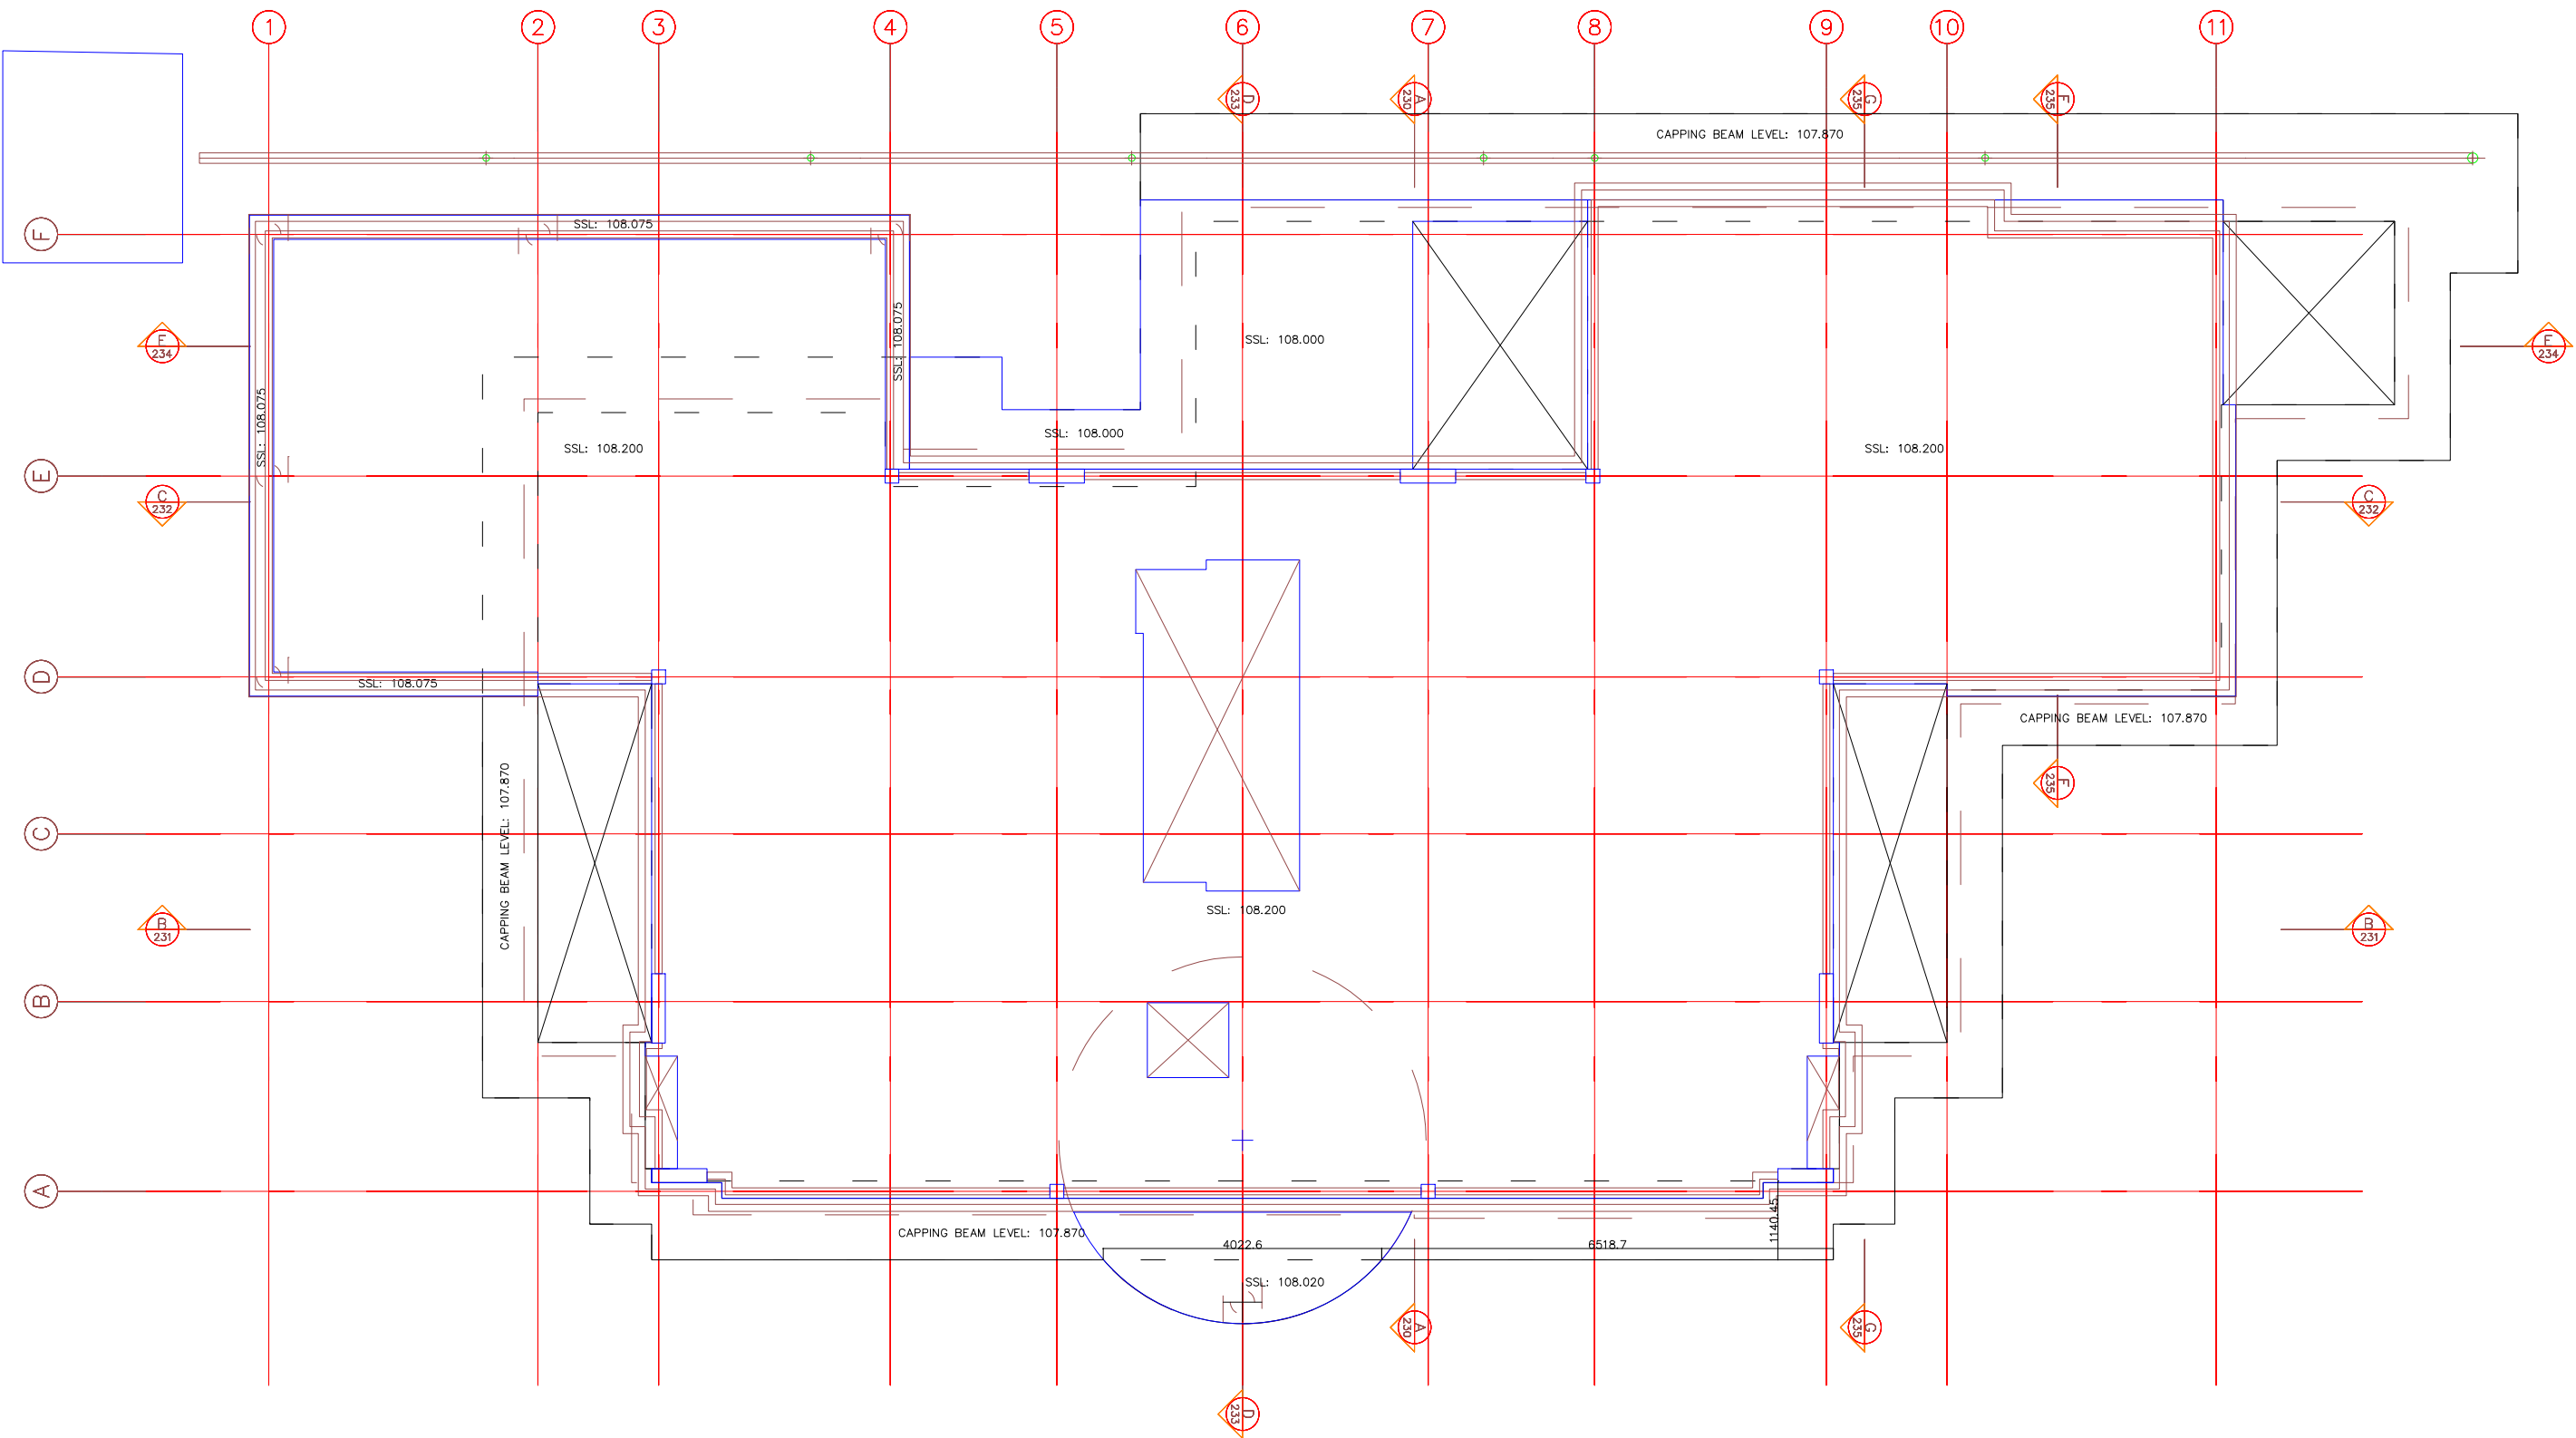 1 2 3 4 5 6 7 8 9 10 11
D 233
A 230
G 235
F 235
CAPPING BEAM LEVEL: 107.870
F
SSL: 108.075
SSL: 108.075
SSL: 108.000
E 234
E 234
SSL: 108.075
SSL: 108.000
SSL: 108.200
SSL: 108.200
E
C 232
C 232
D
SSL: 108.075
CAPPING BEAM LEVEL: 107.870
F 235
C
CAPPING BEAM LEVEL: 107.870
SSL: 108.200
B 231
B 231
B
A
1140.45
CAPPING BEAM LEVEL: 107.870
4022.6
6518.7
SSL: 108.020
A 230
G 235
D 233